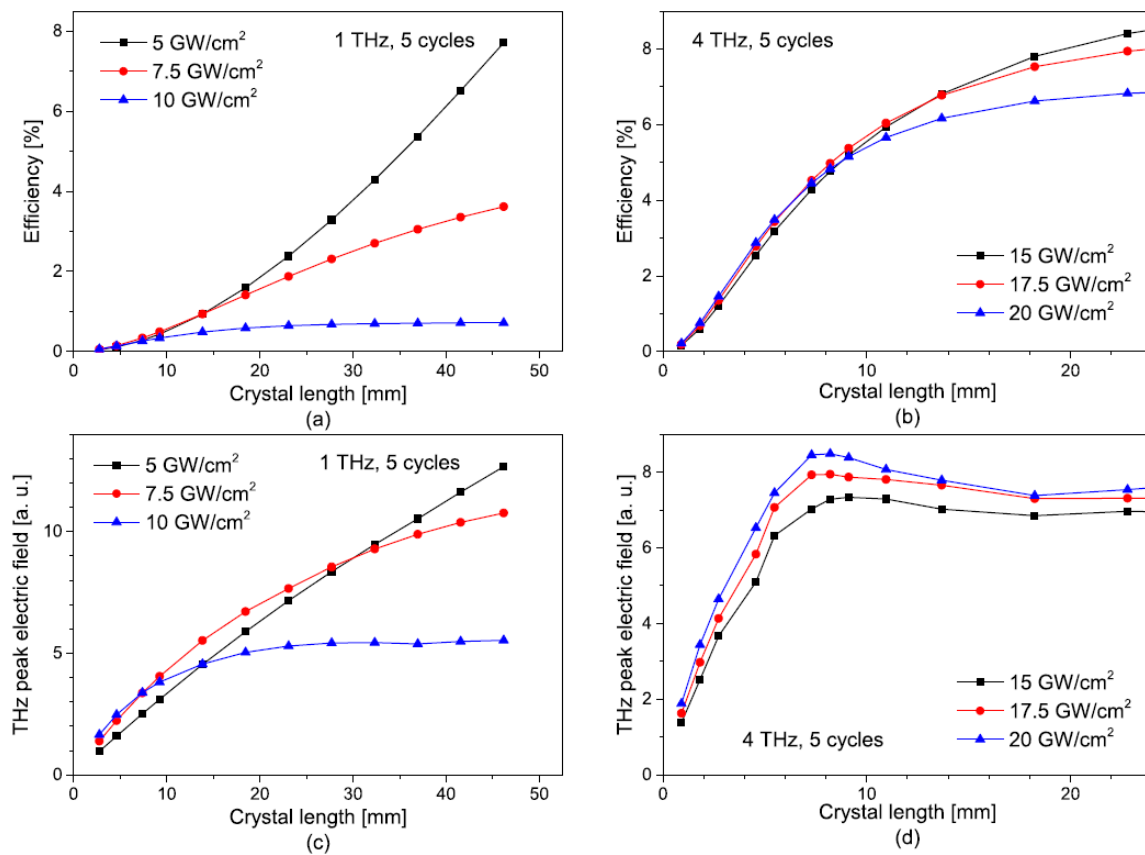 8
6
4
2
0
Efficiency [%]
5 GW/cm²
7.5 GW/cm²
10 GW/cm²
1 THz, 5 cycles
0 10 20 30 40 50
Crystal length [mm]
(a)
8
6
4
2
0
Efficiency [%]
4 THz, 5 cycles
15 GW/cm²
17.5 GW/cm²
20 GW/cm²
0 10 20
Crystal length [mm]
(b)
10
5
0
THz peak electric field [a. u.]
5 GW/cm²
7.5 GW/cm²
10 GW/cm²
1 THz, 5 cycles
0 10 20 30 40 50
Crystal length [mm]
(c)
8
6
4
2
0
THz peak electric field [a. u.]
15 GW/cm²
17.5 GW/cm²
20 GW/cm²
4 THz, 5 cycles
0 10 20
Crystal length [mm]
(d)